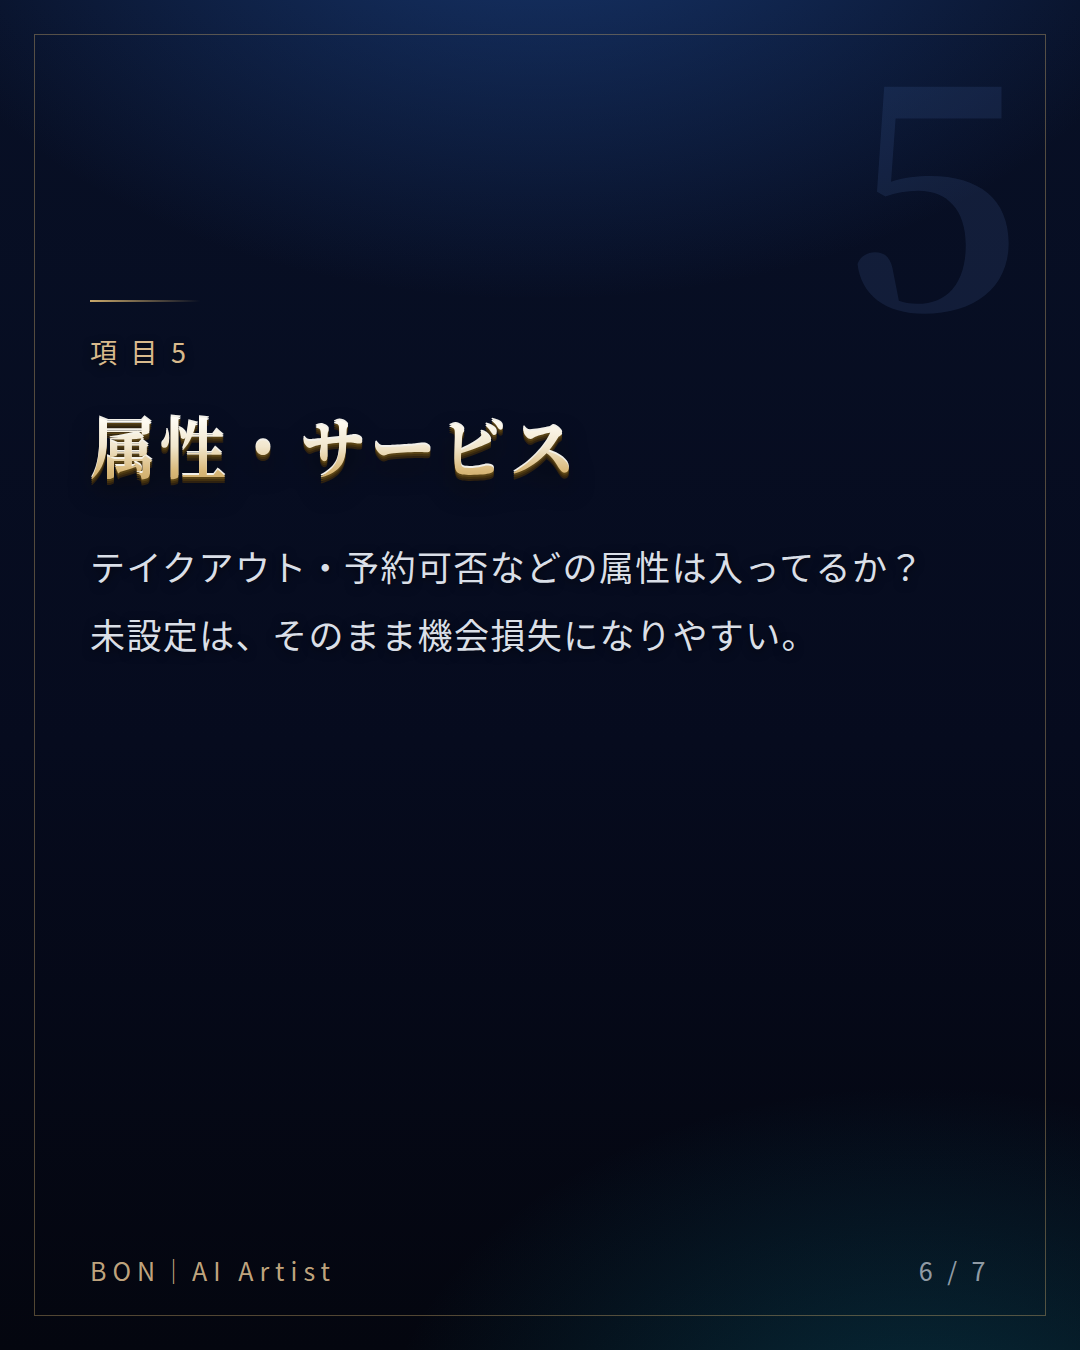 5
項目5
属性・サービス
テイクアウト・予約可否などの属性は入ってるか？
未設定は、そのまま機会損失になりやすい。
BON｜AI Artist
6 / 7